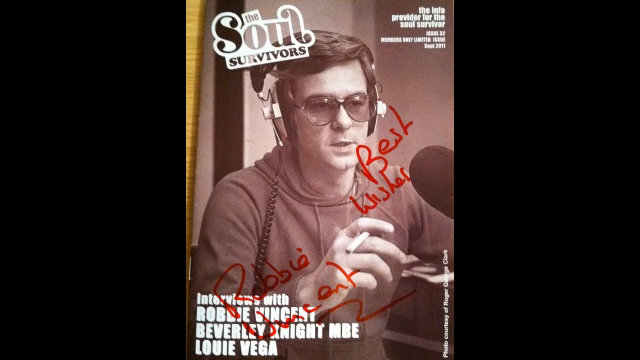 the
Soul
SURVIVORS
the info
provider for the
soul survivor
ISSUE 32
MEMBERS ONLY LIMITED ISSUE
Sept 2011
Best
Wishes
Robbie
Vincent
Interviews with
ROBBIE VINCENT
BEVERLEY KNIGHT MBE
LOUIE VEGA
Photo courtesy of Roger George Clark